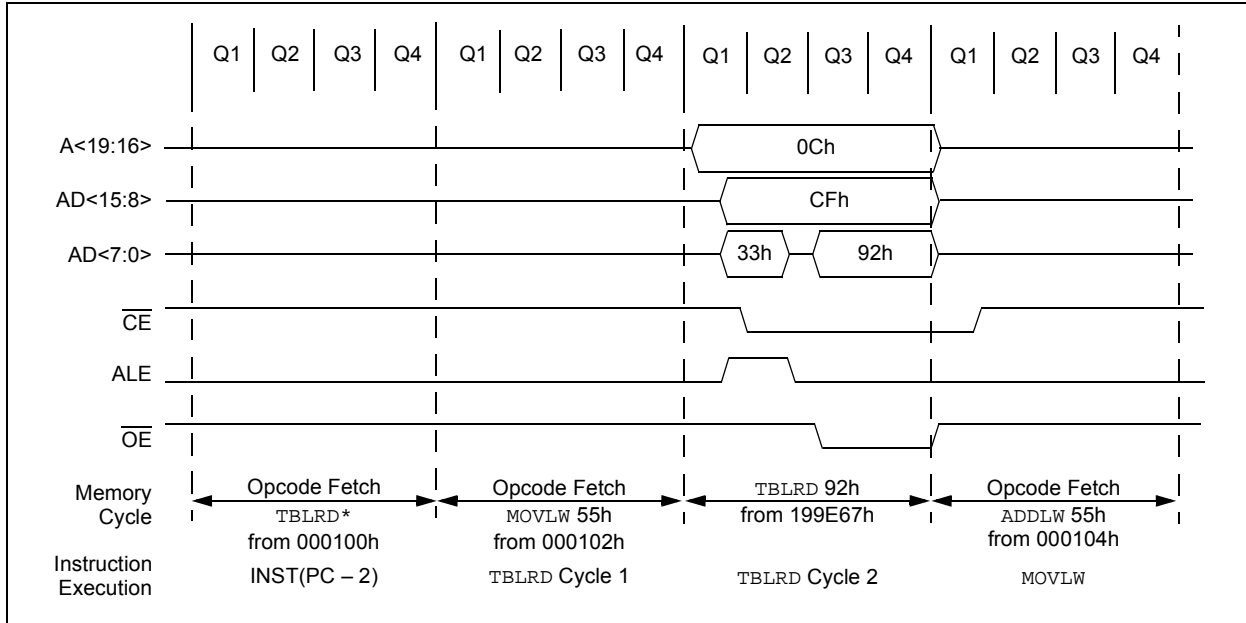 Q1 Q2 Q3 Q4 Q1 Q2 Q3 Q4 Q1 Q2 Q3 Q4 Q1 Q2 Q3 Q4
A<19:16> 0Ch
AD<15:8> CFh
AD<7:0> 33h 92h
CE
ALE
OE
Memory
Cycle
Opcode Fetch
TBLRD*
from 000100h
Opcode Fetch
MOVLW 55h
from 000102h
TBLRD 92h
from 199E67h
Opcode Fetch
ADDLW 55h
from 000104h
Instruction
Execution
INST(PC – 2)
TBLRD Cycle 1
TBLRD Cycle 2
MOVLW